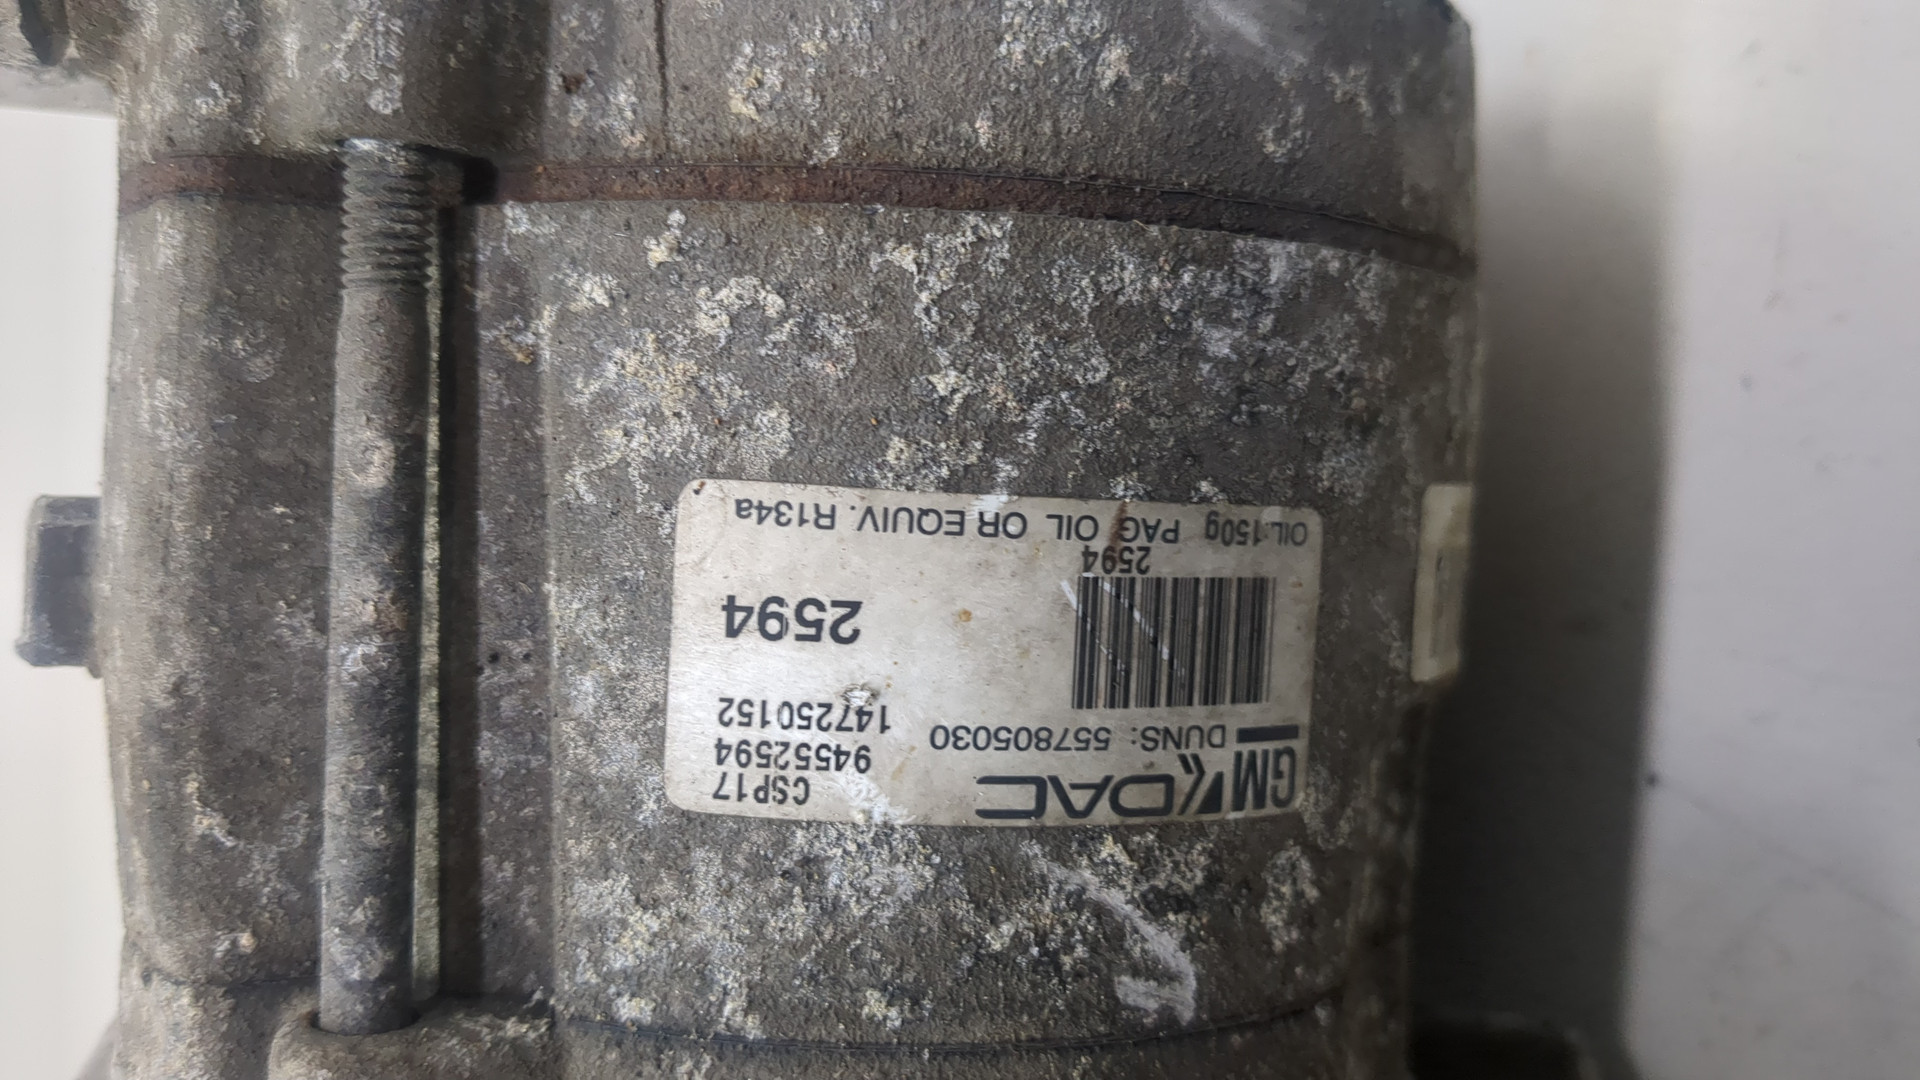 GM DAC
CSP17
94552594
DUNS: 557805030
147250152
2594
2594
OIL:150g PAG OIL OR EQUIV. R134a